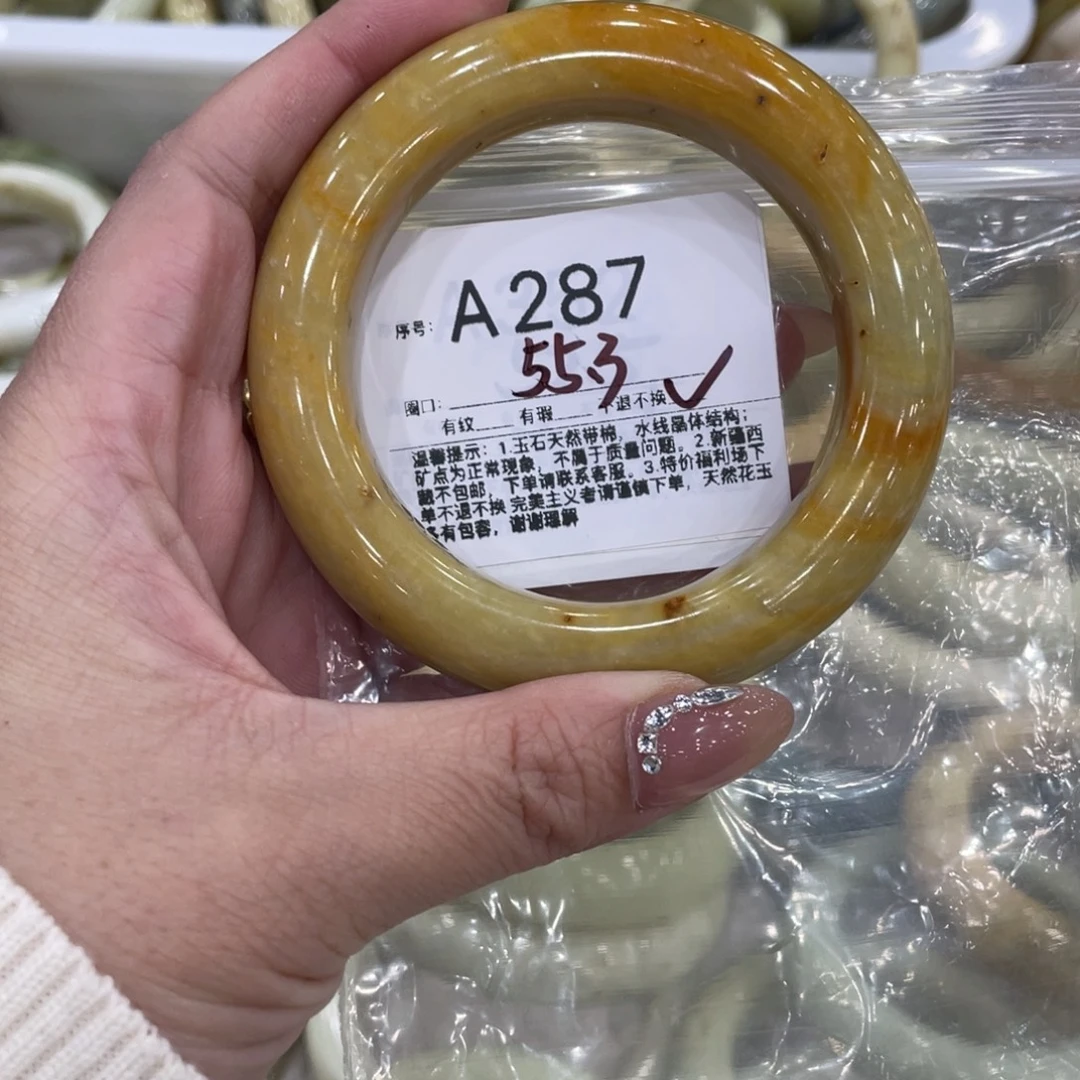 序号: A287
55.3
圈口:
有纹 有瑕 不退不换 ✓
温馨提示:1.玉石天然带棉,水线晶体结构;
矿点为正常现象,不属于质量问题。2.新疆西
藏不包邮,下单请联系客服。3.特价福利场下
单不退不换 完美主义者请谨慎下单,天然花玉
多有包容,谢谢理解